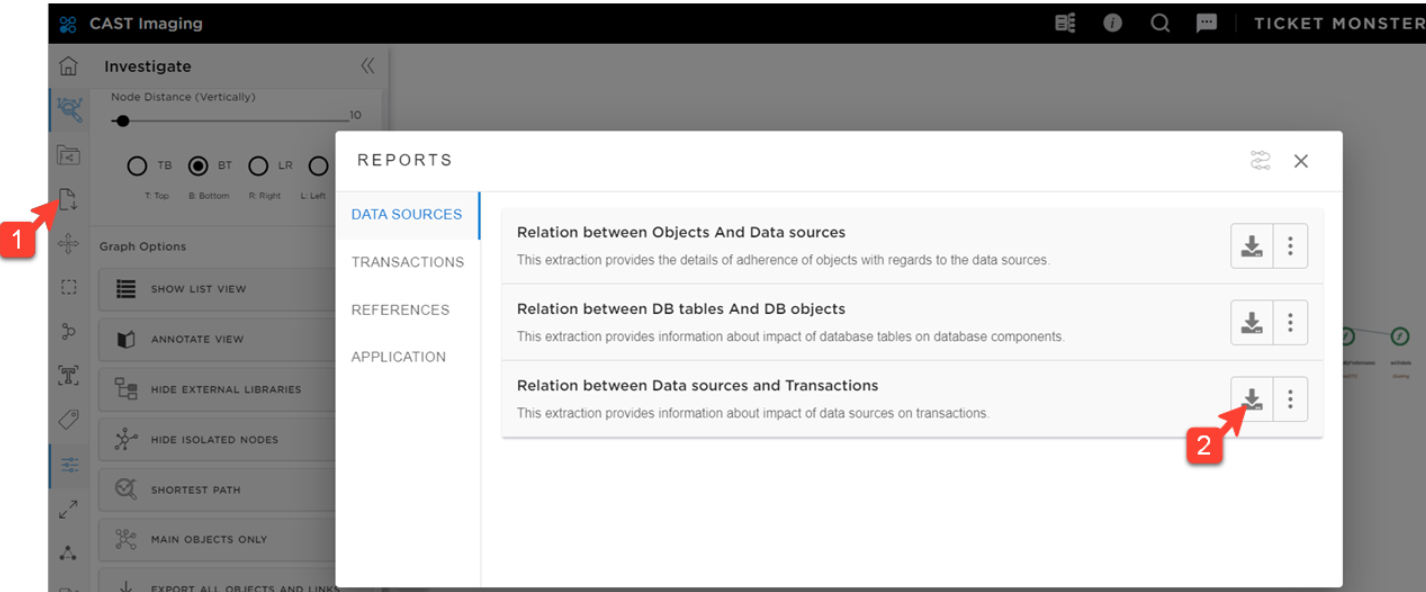 CAST Imaging
TICKET MONSTER
Investigate
Node Distance (Vertically)
10
TB BT LR
T: Top B: Bottom R: Right L: Left
1
Graph Options
SHOW LIST VIEW
ANNOTATE VIEW
HIDE EXTERNAL LIBRARIES
HIDE ISOLATED NODES
SHORTEST PATH
MAIN OBJECTS ONLY
EXPORT ALL OBJECTS AND LINKS
REPORTS
DATA SOURCES
TRANSACTIONS
REFERENCES
APPLICATION
Relation between Objects And Data sources
This extraction provides the details of adherence of objects with regards to the data sources.
Relation between DB tables And DB objects
This extraction provides information about impact of database tables on database components.
Relation between Data sources and Transactions
This extraction provides information about impact of data sources on transactions.
2